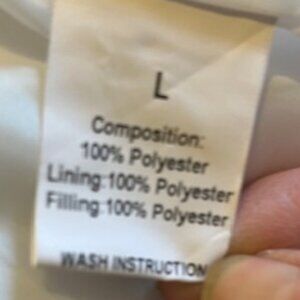 L
Composition:
100% Polyester
Lining:100% Polyester
Filling:100% Polyester
WASH INSTRUCTION